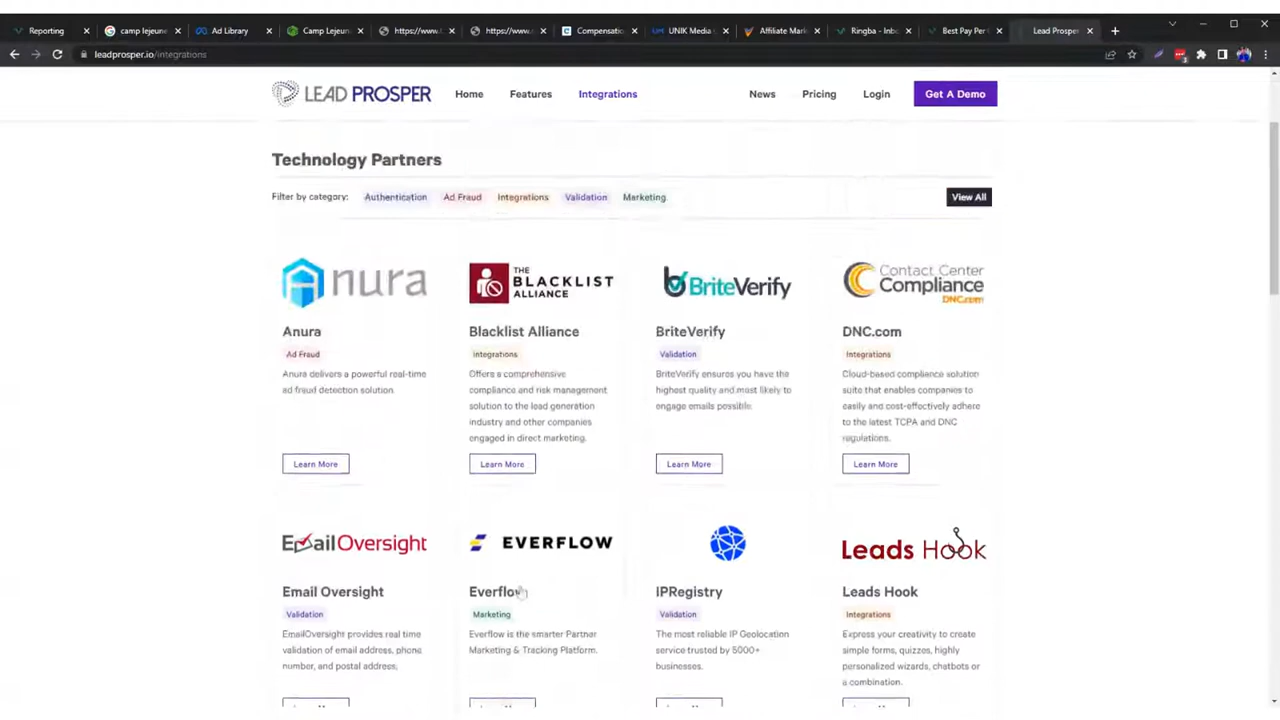 Reporting
camp lejeune
Ad Library
Camp Lejeun
https://www.
https://www.
Compensatio
UNIK Media
Affiliate Mark
Ringba - Inbo
Best Pay Per
Lead Prosper
leadprosper.io/integrations
LEAD PROSPER
Home
Features
Integrations
News
Pricing
Login
Get A Demo
Technology Partners
Filter by category:
Authentication
Ad Fraud
Integrations
Validation
Marketing
View All
Anura
THE
BLACKLIST
ALLIANCE
BriteVerify
Contact Center
Compliance
DNC.com
Anura
Ad Fraud
Anura delivers a powerful real-time
ad fraud detection solution.
Learn More
Blacklist Alliance
Integrations
Offers a comprehensive
compliance and risk management
solution to the lead generation
industry and other companies
engaged in direct marketing.
Learn More
BriteVerify
Validation
BriteVerify ensures you have the
highest quality and most likely to
engage emails possible.
Learn More
DNC.com
Integrations
Cloud-based compliance solution
suite that enables companies to
easily and cost-effectively adhere
to the latest TCPA and DNC
regulations.
Learn More
EmailOversight
EVERFLOW
Leads Hook
Email Oversight
Validation
EmailOversight provides real time
validation of email address, phone
number, and postal address.
Everflow
Marketing
Everflow is the smarter Partner
Marketing & Tracking Platform.
IPRegistry
Validation
The most reliable IP Geolocation
service trusted by 5000+
businesses.
Leads Hook
Integrations
Express your creativity to create
simple forms, quizzes, highly
personalized wizards, chatbots or
a combination.